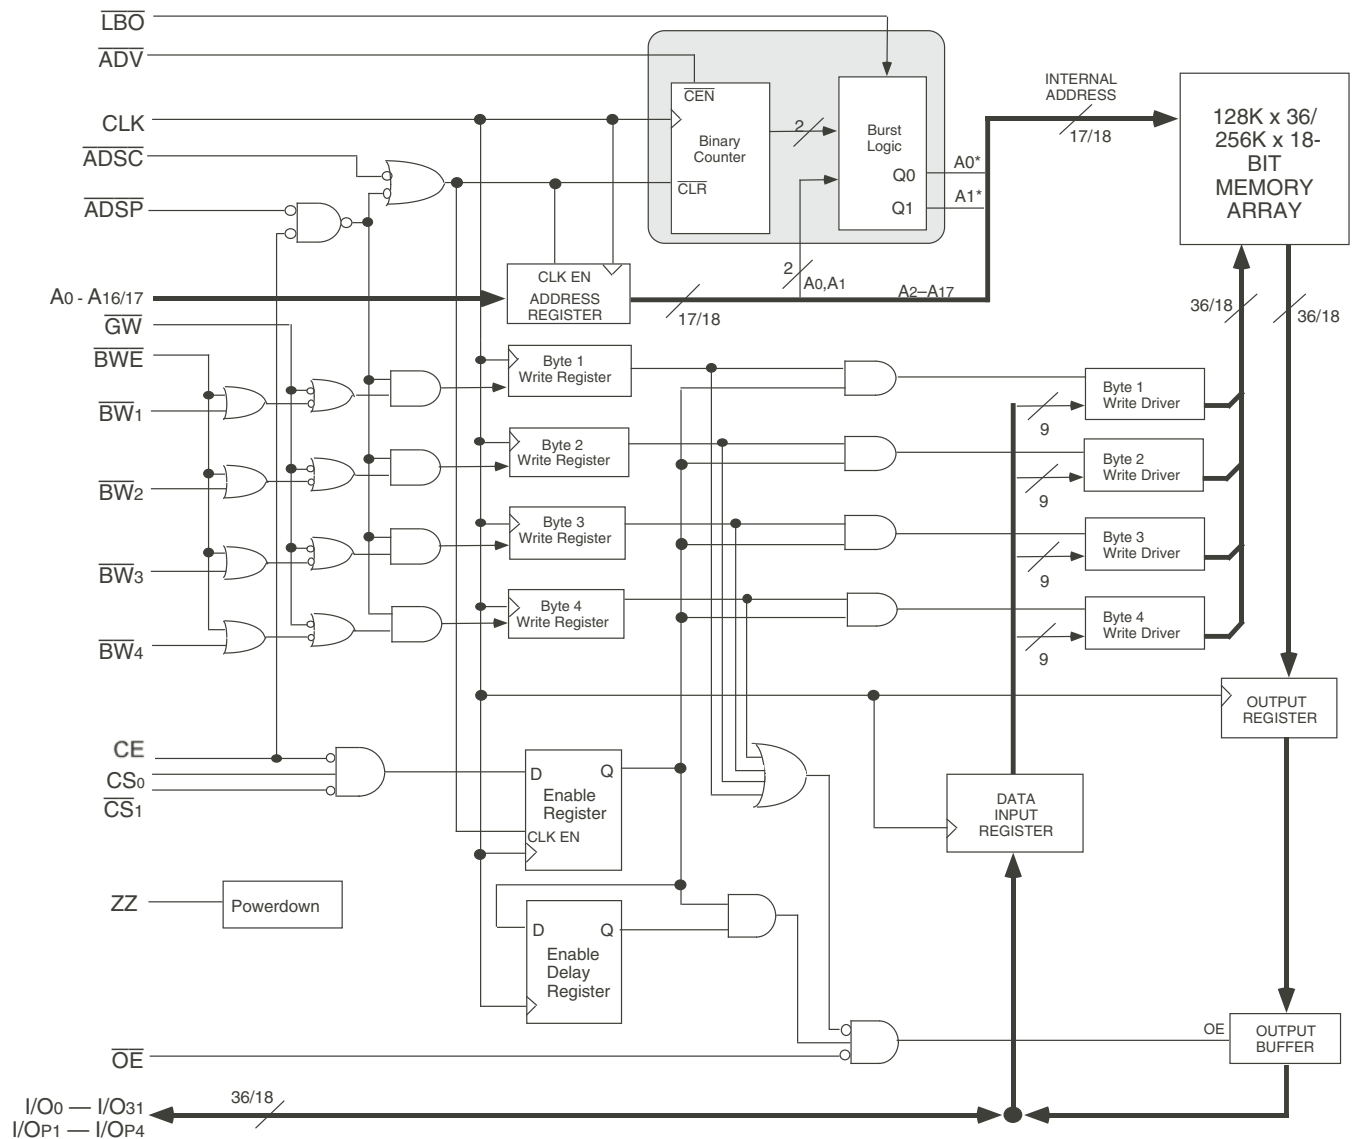 LBO
ADV
CLK
ADSC
ADSP
A0 - A16/17
GW
BWE
BW1
BW2
BW3
BW4
CE
CS0
CS1
ZZ
Powerdown
OE
I/O0 — I/O31
I/OP1 — I/OP4
36/18
CEN
Binary
Counter
CLR
2
Burst
Logic
Q0
Q1
A0*
A1*
2
A0,A1
A2–A17
CLK EN
ADDRESS
REGISTER
17/18
INTERNAL
ADDRESS
17/18
128K x 36/
256K x 18-
BIT
MEMORY
ARRAY
36/18
36/18
Byte 1
Write Register
Byte 2
Write Register
Byte 3
Write Register
Byte 4
Write Register
9
Byte 1
Write Driver
9
Byte 2
Write Driver
9
Byte 3
Write Driver
9
Byte 4
Write Driver
OUTPUT
REGISTER
D
Q
Enable
Register
CLK EN
DATA
INPUT
REGISTER
D
Q
Enable
Delay
Register
OE
OUTPUT
BUFFER